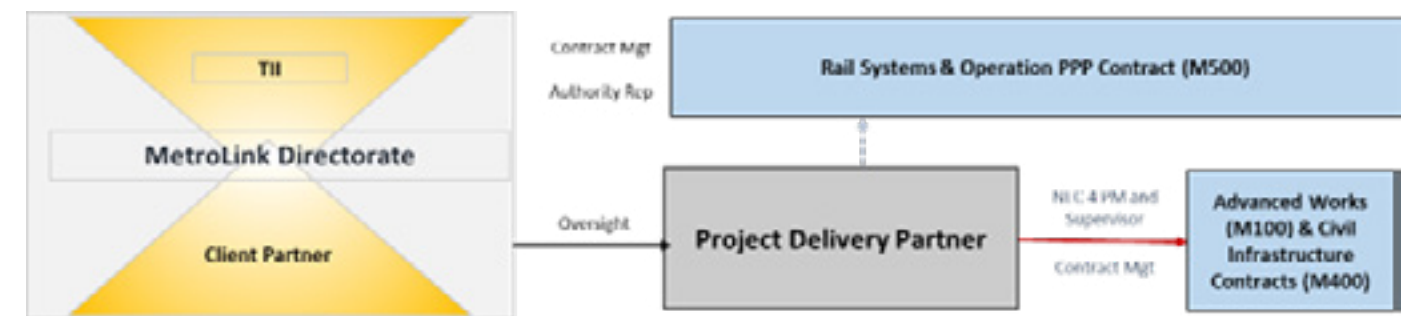 TII
MetroLink Directorate
Client Partner
Contract Mgt
Authority Rep
Rail Systems & Operation PPP Contract (M500)
Oversight
Project Delivery Partner
NEC 4 PM and
Supervisor
Contract Mgt
Advanced Works
(M100) & Civil
Infrastructure
Contracts (M400)